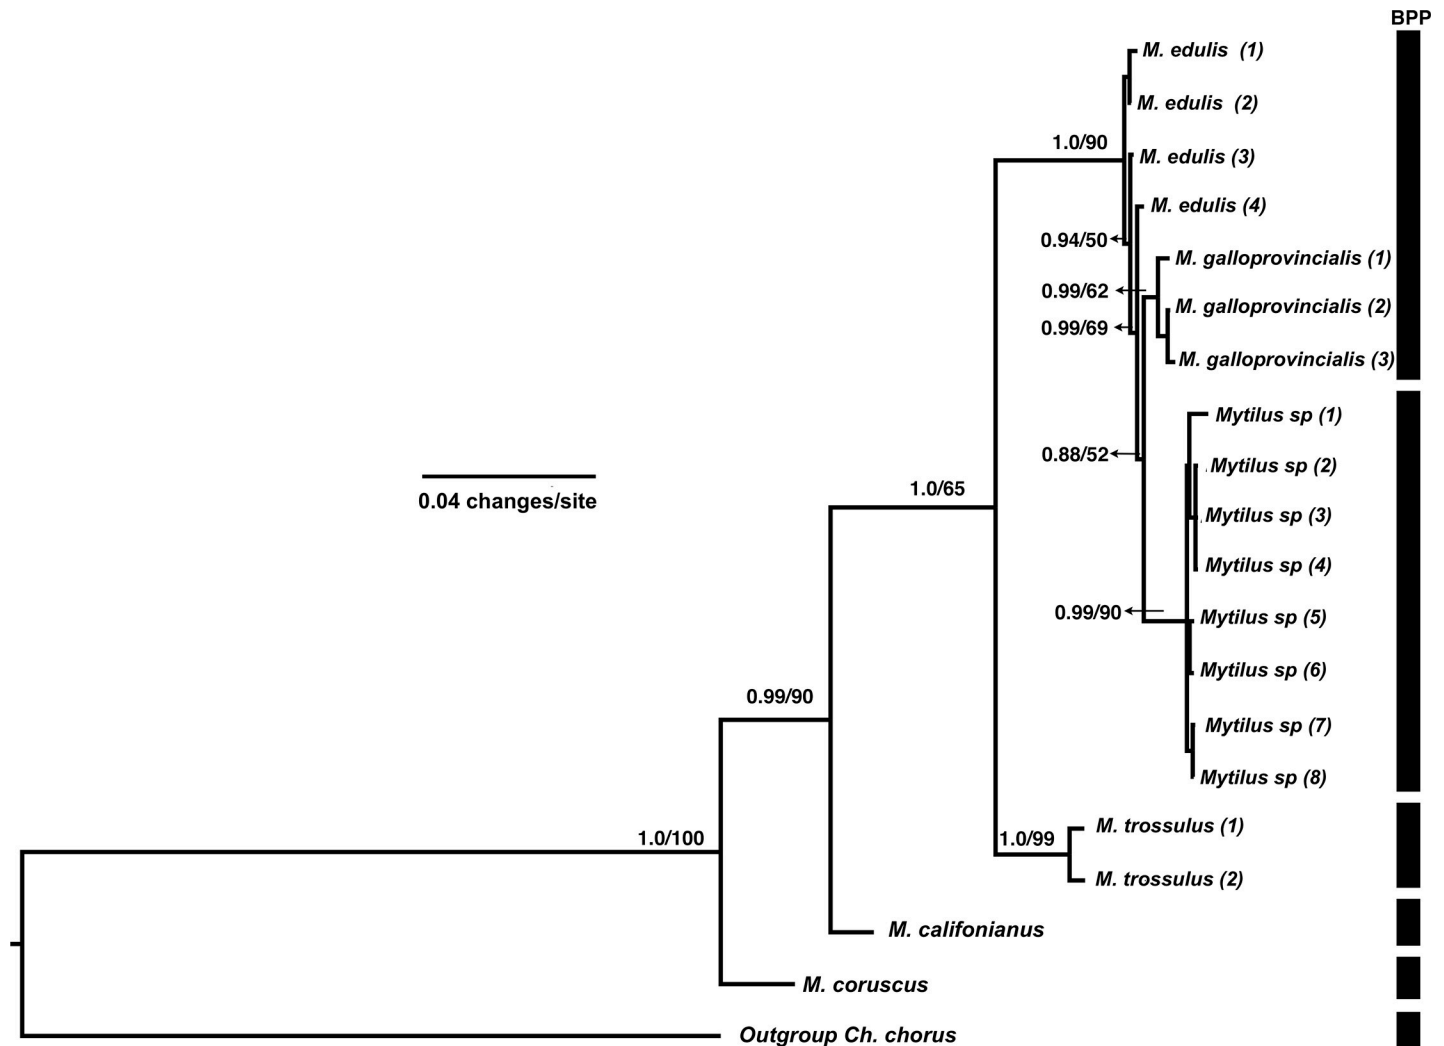 BPP
M. edulis (1)
M. edulis (2)
1.0/90
M. edulis (3)
M. edulis (4)
0.94/50
M. galloprovincialis (1)
0.99/62
M. galloprovincialis (2)
0.99/69
M. galloprovincialis (3)
Mytilus sp (1)
0.88/52
Mytilus sp (2)
1.0/65
0.04 changes/site
Mytilus sp (3)
Mytilus sp (4)
0.99/90
Mytilus sp (5)
Mytilus sp (6)
0.99/90
Mytilus sp (7)
Mytilus sp (8)
M. trossulus (1)
1.0/100
1.0/99
M. trossulus (2)
M. califonianus
M. coruscus
Outgroup Ch. chorus